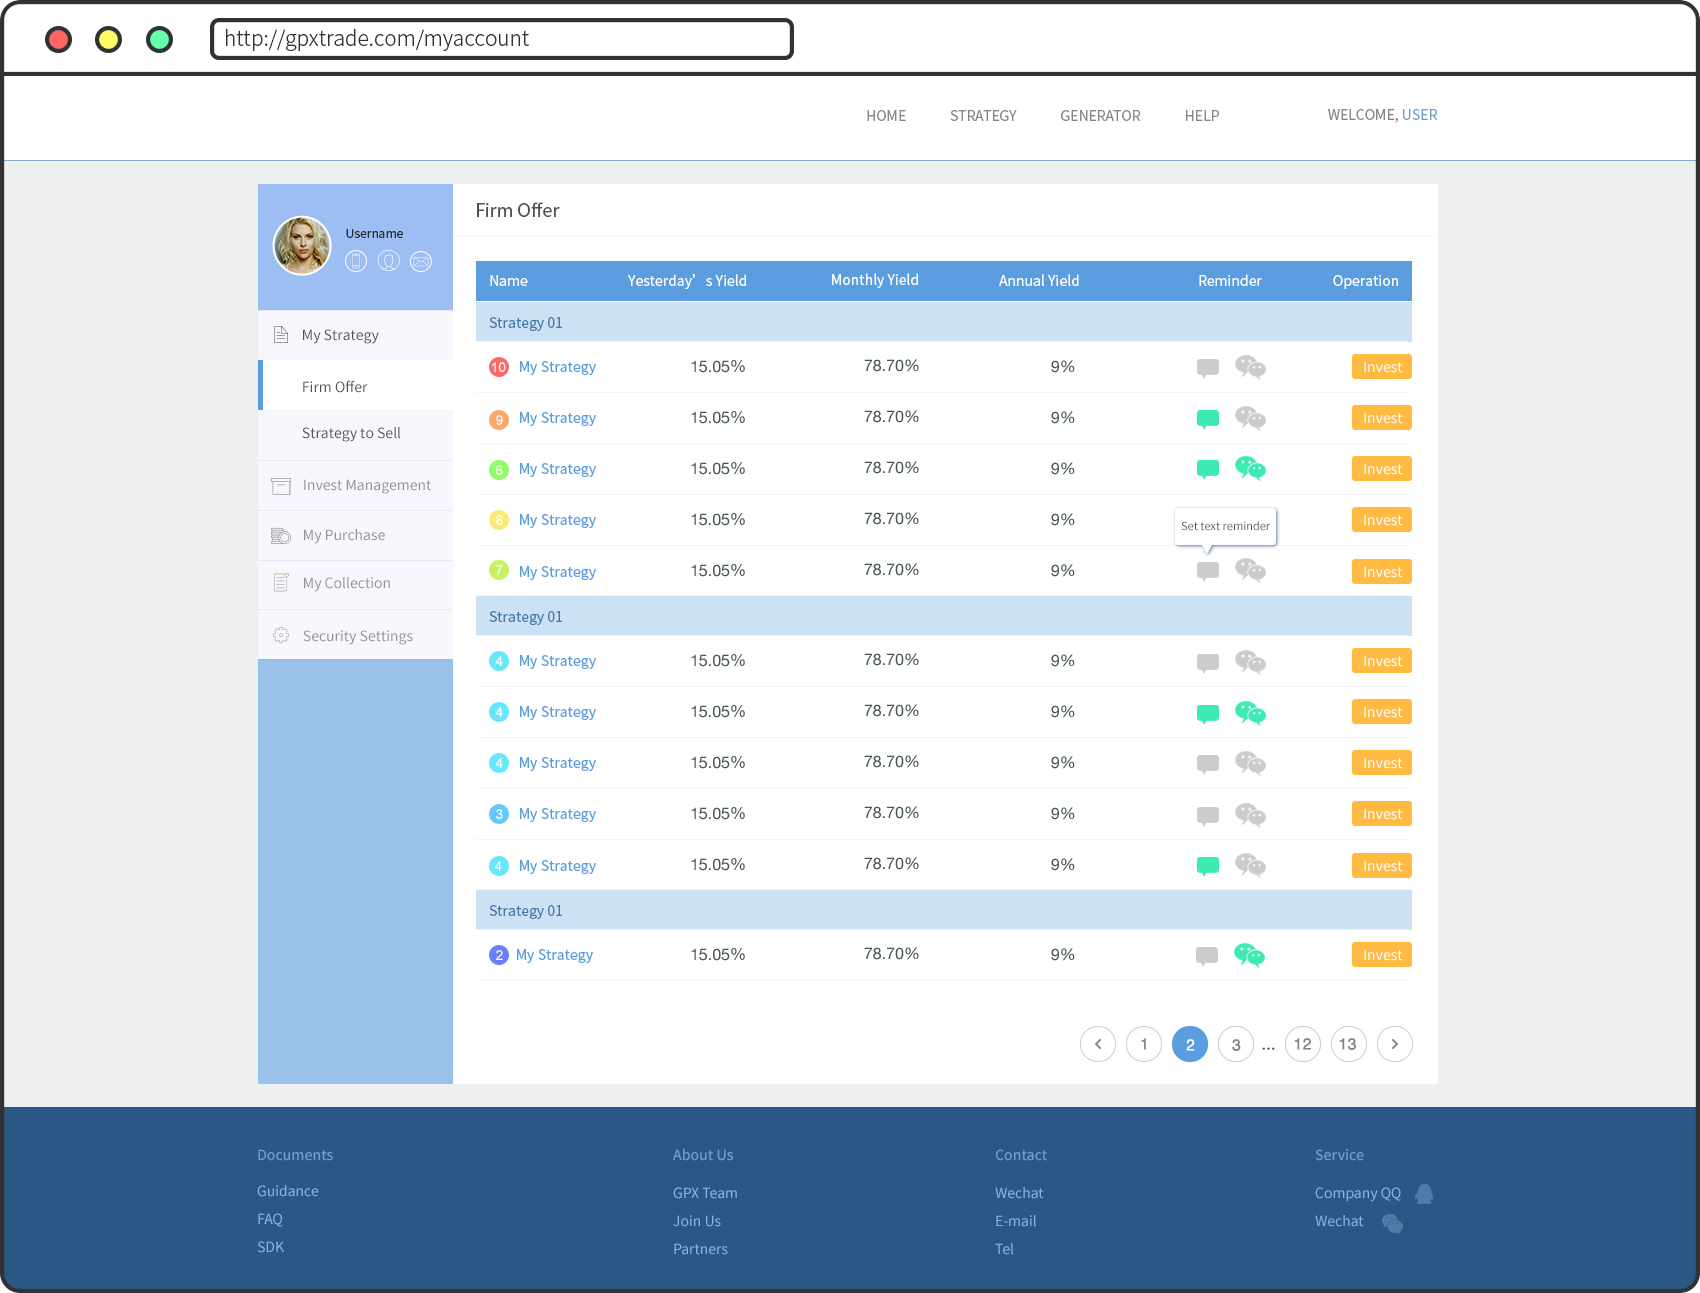 http://gpxtrade.com/myaccount
HOME STRATEGY GENERATOR HELP WELCOME, USER
Username
My Strategy
Firm Offer
Strategy to Sell
Invest Management
My Purchase
My Collection
Security Settings
Firm Offer
Name Yesterday’s Yield Monthly Yield Annual Yield Reminder Operation
Strategy 01
10 My Strategy 15.05% 78.70% 9% Invest
9 My Strategy 15.05% 78.70% 9% Invest
6 My Strategy 15.05% 78.70% 9% Invest
8 My Strategy 15.05% 78.70% 9% Invest
Set text reminder
7 My Strategy 15.05% 78.70% 9% Invest
Strategy 01
4 My Strategy 15.05% 78.70% 9% Invest
4 My Strategy 15.05% 78.70% 9% Invest
4 My Strategy 15.05% 78.70% 9% Invest
3 My Strategy 15.05% 78.70% 9% Invest
4 My Strategy 15.05% 78.70% 9% Invest
Strategy 01
2 My Strategy 15.05% 78.70% 9% Invest
< 1 2 3 ... 12 13 >
Documents
Guidance
FAQ
SDK
About Us
GPX Team
Join Us
Partners
Contact
Wechat
E-mail
Tel
Service
Company QQ
Wechat